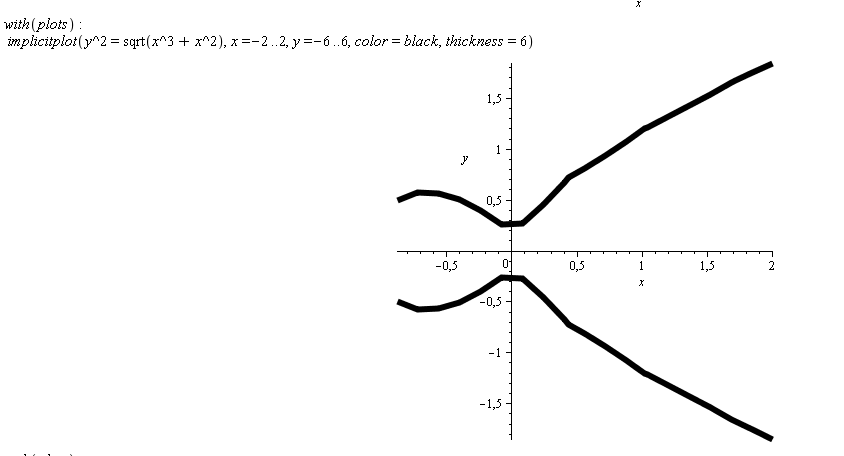 x
with(plots) :
implicitplot(y^2 = sqrt(x^3 + x^2), x =−2 ..2, y =−6 ..6, color = black, thickness = 6)
1,5
1
y
0,5
−0,5 0 0,5 1 1,5 2
x
−0,5
−1
−1,5